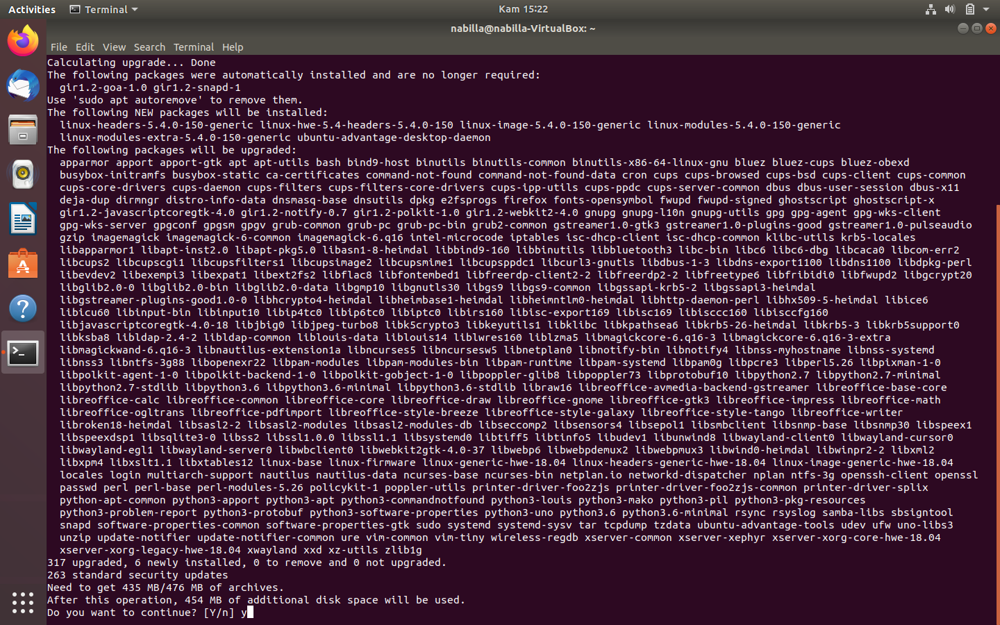 Activities Terminal Kam 15:22
nabilla@nabilla-VirtualBox: ~
File Edit View Search Terminal Help
Calculating upgrade... Done
The following packages were automatically installed and are no longer required:
gir1.2-goa-1.0 gir1.2-snapd-1
Use 'sudo apt autoremove' to remove them.
The following NEW packages will be installed:
linux-headers-5.4.0-150-generic linux-hwe-5.4-headers-5.4.0-150 linux-image-5.4.0-150-generic linux-modules-5.4.0-150-generic
linux-modules-extra-5.4.0-150-generic ubuntu-advantage-desktop-daemon
The following packages will be upgraded:
apparmor apport apport-gtk apt apt-utils bash bind9-host binutils binutils-common binutils-x86-64-linux-gnu bluez bluez-cups bluez-obexd
busybox-initramfs busybox-static ca-certificates command-not-found command-not-found-data cron cups cups-browsed cups-bsd cups-client cups-common
cups-core-drivers cups-daemon cups-filters cups-filters-core-drivers cups-ipp-utils cups-ppdc cups-server-common dbus dbus-user-session dbus-x11
deja-dup dirmngr distro-info-data dnsmasq-base dnsutils dpkg e2fsprogs firefox fonts-opensymbol fwupd fwupd-signed ghostscript ghostscript-x
gir1.2-javascriptcoregtk-4.0 gir1.2-notify-0.7 gir1.2-polkit-1.0 gir1.2-webkit2-4.0 gnupg gnupg-l10n gnupg-utils gpg gpg-agent gpg-wks-client
gpg-wks-server gpgconf gpgsm gpgv grub-common grub-pc grub-pc-bin grub2-common gstreamer1.0-gtk3 gstreamer1.0-plugins-good gstreamer1.0-pulseaudio
gzip imagemagick imagemagick-6-common imagemagick-6.q16 intel-microcode iptables isc-dhcp-client isc-dhcp-common klibc-utils krb5-locales
libapparmor1 libapt-inst2.0 libapt-pkg5.0 libasn1-8-heimdal libbind9-160 libbinutils libbluetooth3 libc-bin libc6 libc6-dbg libcaca0 libcom-err2
libcups2 libcupscgi1 libcupsfilters1 libcupsimage2 libcupsmime1 libcupsppdc1 libcurl3-gnutls libdbus-1-3 libdns-export1100 libdns1100 libdpkg-perl
libevdev2 libexempi3 libexpat1 libext2fs2 libflac8 libfontembed1 libfreerdp-client2-2 libfreerdp2-2 libfreetype6 libfribidi0 libfwupd2 libgcrypt20
libglib2.0-0 libglib2.0-bin libglib2.0-data libgmp10 libgnutls30 libgs9 libgs9-common libgssapi-krb5-2 libgssapi3-heimdal
libgstreamer-plugins-good1.0-0 libhcrypto4-heimdal libheimbase1-heimdal libheimntlm0-heimdal libhttp-daemon-perl libhx509-5-heimdal libice6
libicu60 libinput-bin libinput10 libip4tc0 libip6tc0 libiptc0 libirs160 libisc-export169 libisc169 libisccc160 libisccfg160
libjavascriptcoregtk-4.0-18 libjbig0 libjpeg-turbo8 libk5crypto3 libkeyutils1 libklibc libkpathsea6 libkrb5-26-heimdal libkrb5-3 libkrb5support0
libksba8 libldap-2.4-2 libldap-common liblouis-data liblouis14 liblwres160 liblzma5 libmagickcore-6.q16-3 libmagickcore-6.q16-3-extra
libmagickwand-6.q16-3 libnautilus-extension1a libncurses5 libncursesw5 libnetplan0 libnotify-bin libnotify4 libnss-myhostname libnss-systemd
libnss3 libntfs-3g88 libopenexr22 libpam-modules libpam-modules-bin libpam-runtime libpam-systemd libpam0g libpcre3 libperl5.26 libpixman-1-0
libpolkit-agent-1-0 libpolkit-backend-1-0 libpolkit-gobject-1-0 libpoppler-glib8 libpoppler73 libprotobuf10 libpython2.7 libpython2.7-minimal
libpython2.7-stdlib libpython3.6 libpython3.6-minimal libpython3.6-stdlib libraw16 libreoffice-avmedia-backend-gstreamer libreoffice-base-core
libreoffice-calc libreoffice-common libreoffice-core libreoffice-draw libreoffice-gnome libreoffice-gtk3 libreoffice-impress libreoffice-math
libreoffice-ogltrans libreoffice-pdfimport libreoffice-style-breeze libreoffice-style-galaxy libreoffice-style-tango libreoffice-writer
libroken18-heimdal libsasl2-2 libsasl2-modules libsasl2-modules-db libseccomp2 libsensors4 libsepol1 libsmbclient libsnmp-base libsnmp30 libspeex1
libspeexdsp1 libsqlite3-0 libss2 libssl1.0.0 libssl1.1 libsystemd0 libtiff5 libtinfo5 libudev1 libunwind8 libwayland-client0 libwayland-cursor0
libwayland-egl1 libwayland-server0 libwbclient0 libwebkit2gtk-4.0-37 libwebp6 libwebpdemux2 libwebpmux3 libwind0-heimdal libwinpr2-2 libxml2
libxpm4 libxslt1.1 libxtables12 linux-base linux-firmware linux-generic-hwe-18.04 linux-headers-generic-hwe-18.04 linux-image-generic-hwe-18.04
locales login multiarch-support nautilus nautilus-data ncurses-base ncurses-bin netplan.io networkd-dispatcher nplan ntfs-3g openssh-client openssl
passwd perl perl-base perl-modules-5.26 policykit-1 poppler-utils printer-driver-foo2zjs printer-driver-foo2zjs-common printer-driver-splix
python-apt-common python3-apport python3-apt python3-commandnotfound python3-louis python3-mako python3-pil python3-pkg-resources
python3-problem-report python3-protobuf python3-software-properties python3-uno python3.6 python3.6-minimal rsync rsyslog samba-libs sbsigntool
snapd software-properties-common software-properties-gtk sudo systemd systemd-sysv tar tcpdump tzdata ubuntu-advantage-tools udev ufw uno-libs3
unzip update-notifier update-notifier-common ure vim-common vim-tiny wireless-regdb xserver-common xserver-xephyr xserver-xorg-core-hwe-18.04
xserver-xorg-legacy-hwe-18.04 xwayland xxd xz-utils zlib1g
317 upgraded, 6 newly installed, 0 to remove and 0 not upgraded.
263 standard security updates
Need to get 435 MB/476 MB of archives.
After this operation, 454 MB of additional disk space will be used.
Do you want to continue? [Y/n] y